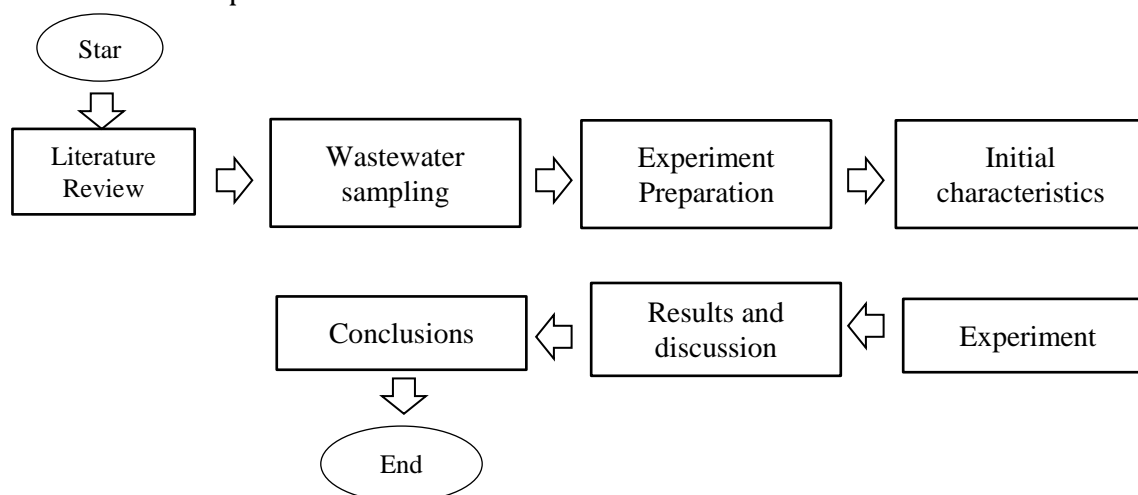 Star
Literature
Review
Wastewater
sampling
Experiment
Preparation
Initial
characteristics
Experiment
Results and
discussion
Conclusions
End